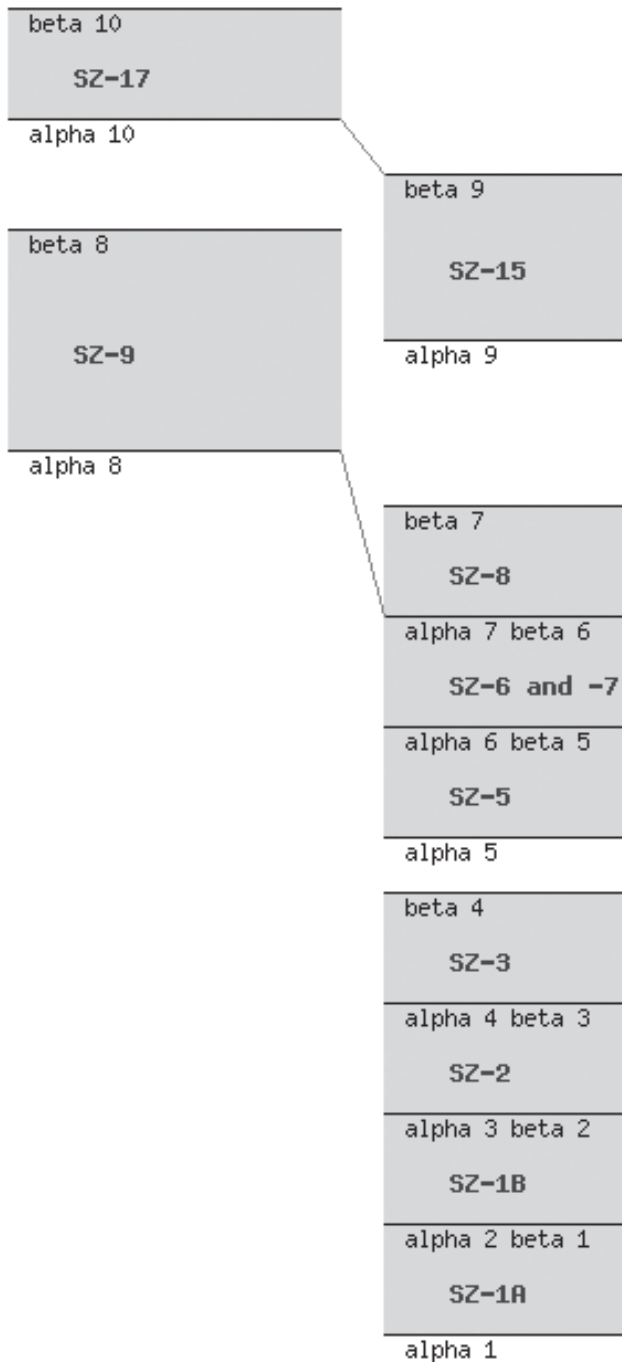 beta 10
SZ-17
alpha 10
beta 9
SZ-15
alpha 9
beta 8
SZ-9
alpha 8
beta 7
SZ-8
alpha 7 beta 6
SZ-6 and -7
alpha 6 beta 5
SZ-5
alpha 5
beta 4
SZ-3
alpha 4 beta 3
SZ-2
alpha 3 beta 2
SZ-1B
alpha 2 beta 1
SZ-1A
alpha 1